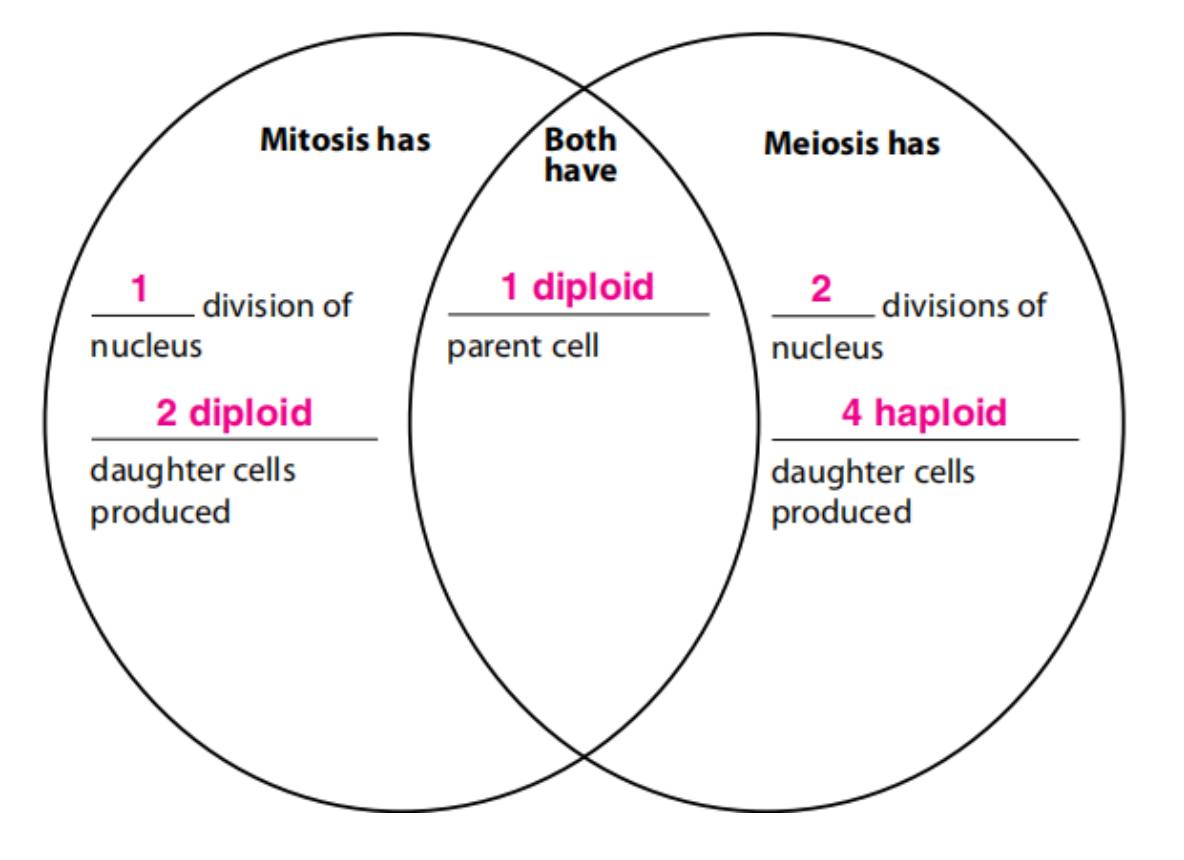 Mitosis has
1 division of
nucleus
2 diploid
daughter cells
produced
Both
have
1 diploid
parent cell
Meiosis has
2 divisions of
nucleus
4 haploid
daughter cells
produced